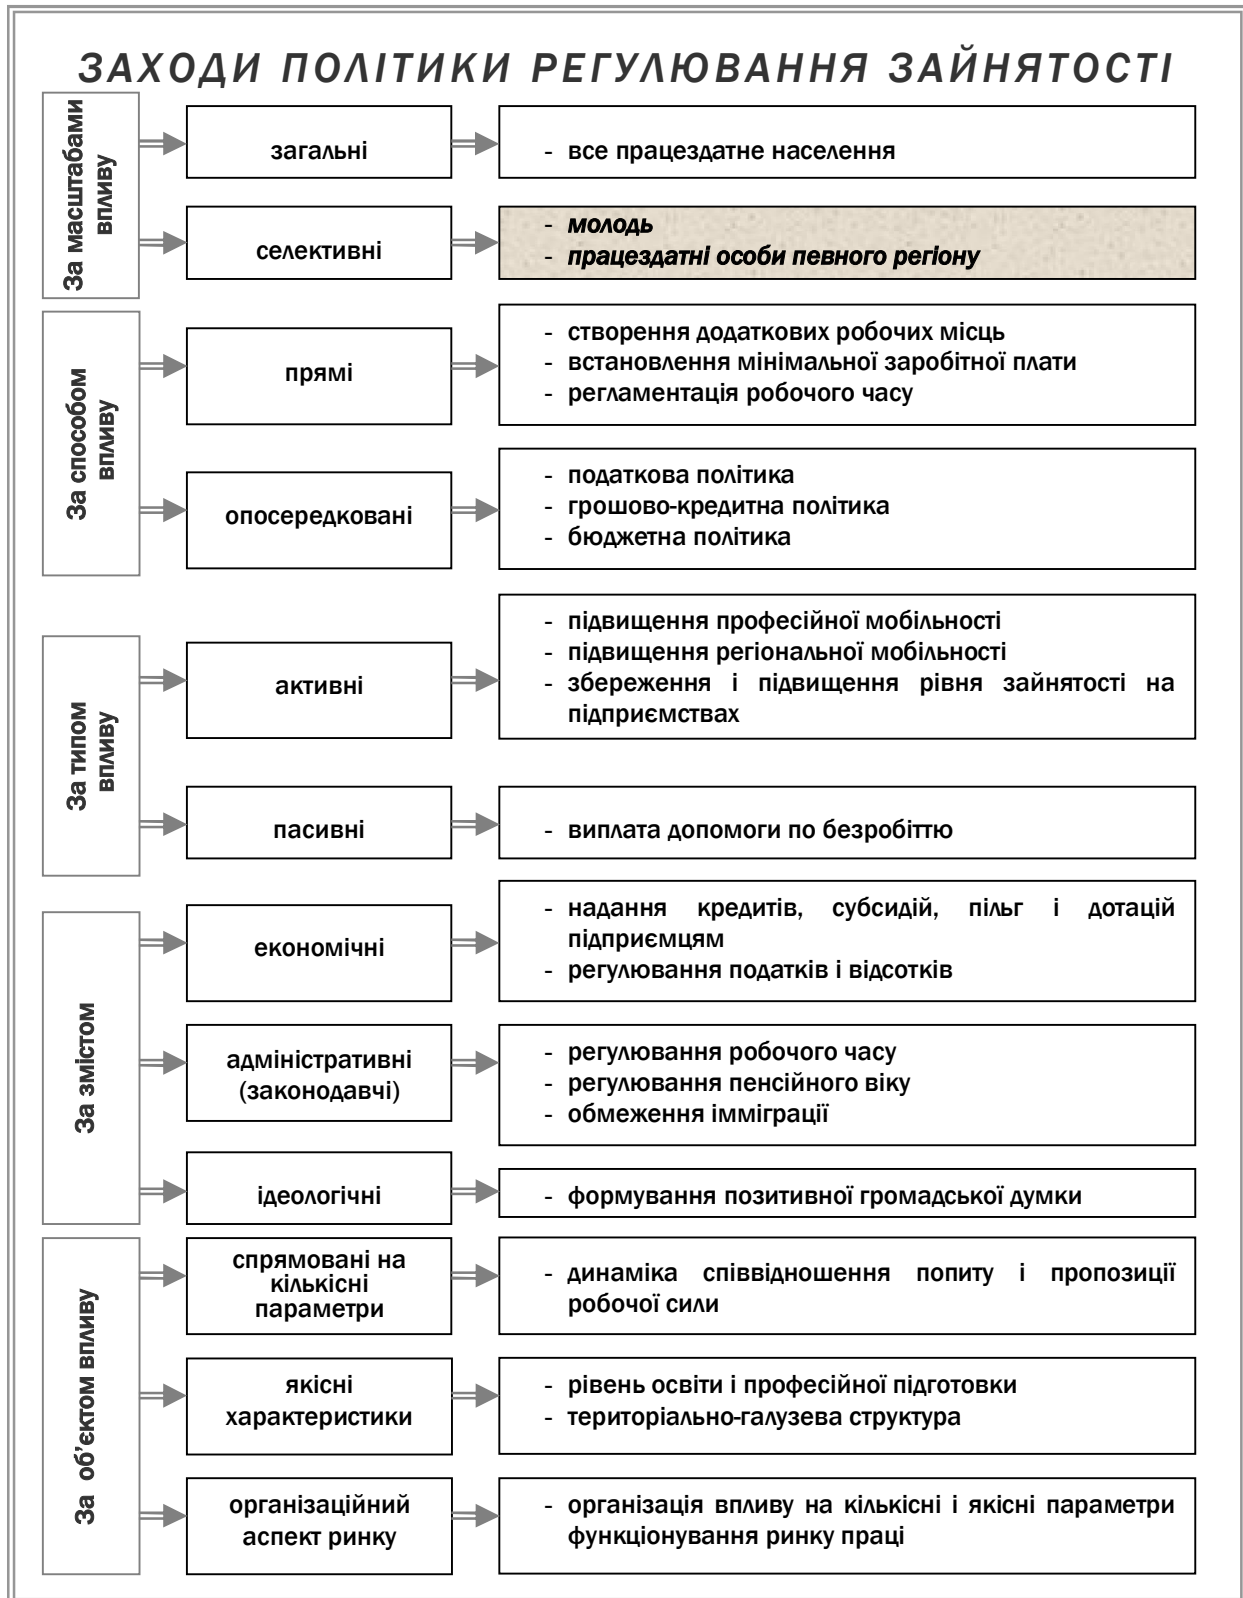 ЗАХОДИ ПОЛІТИКИ РЕГУЛЮВАННЯ ЗАЙНЯТОСТІ
За масштабами
впливу
загальні
- все працездатне населення
селективні
- молодь
- працездатні особи певного регіону
За способом
впливу
прямі
- створення додаткових робочих місць
- встановлення мінімальної заробітної плати
- регламентація робочого часу
опосередковані
- податкова політика
- грошово-кредитна політика
- бюджетна політика
За типом
впливу
активні
- підвищення професійної мобільності
- підвищення регіональної мобільності
- збереження і підвищення рівня зайнятості на
підприємствах
пасивні
- виплата допомоги по безробіттю
За змістом
економічні
- надання кредитів, субсидій, пільг і дотацій
підприємцям
- регулювання податків і відсотків
адміністративні
(законодавчі)
- регулювання робочого часу
- регулювання пенсійного віку
- обмеження імміграції
ідеологічні
- формування позитивної громадської думки
За об’єктом впливу
спрямовані на
кількісні
параметри
- динаміка співвідношення попиту і пропозиції
робочої сили
якісні
характеристики
- рівень освіти і професійної підготовки
- територіально-галузева структура
організаційний
аспект ринку
- організація впливу на кількісні і якісні параметри
функціонування ринку праці